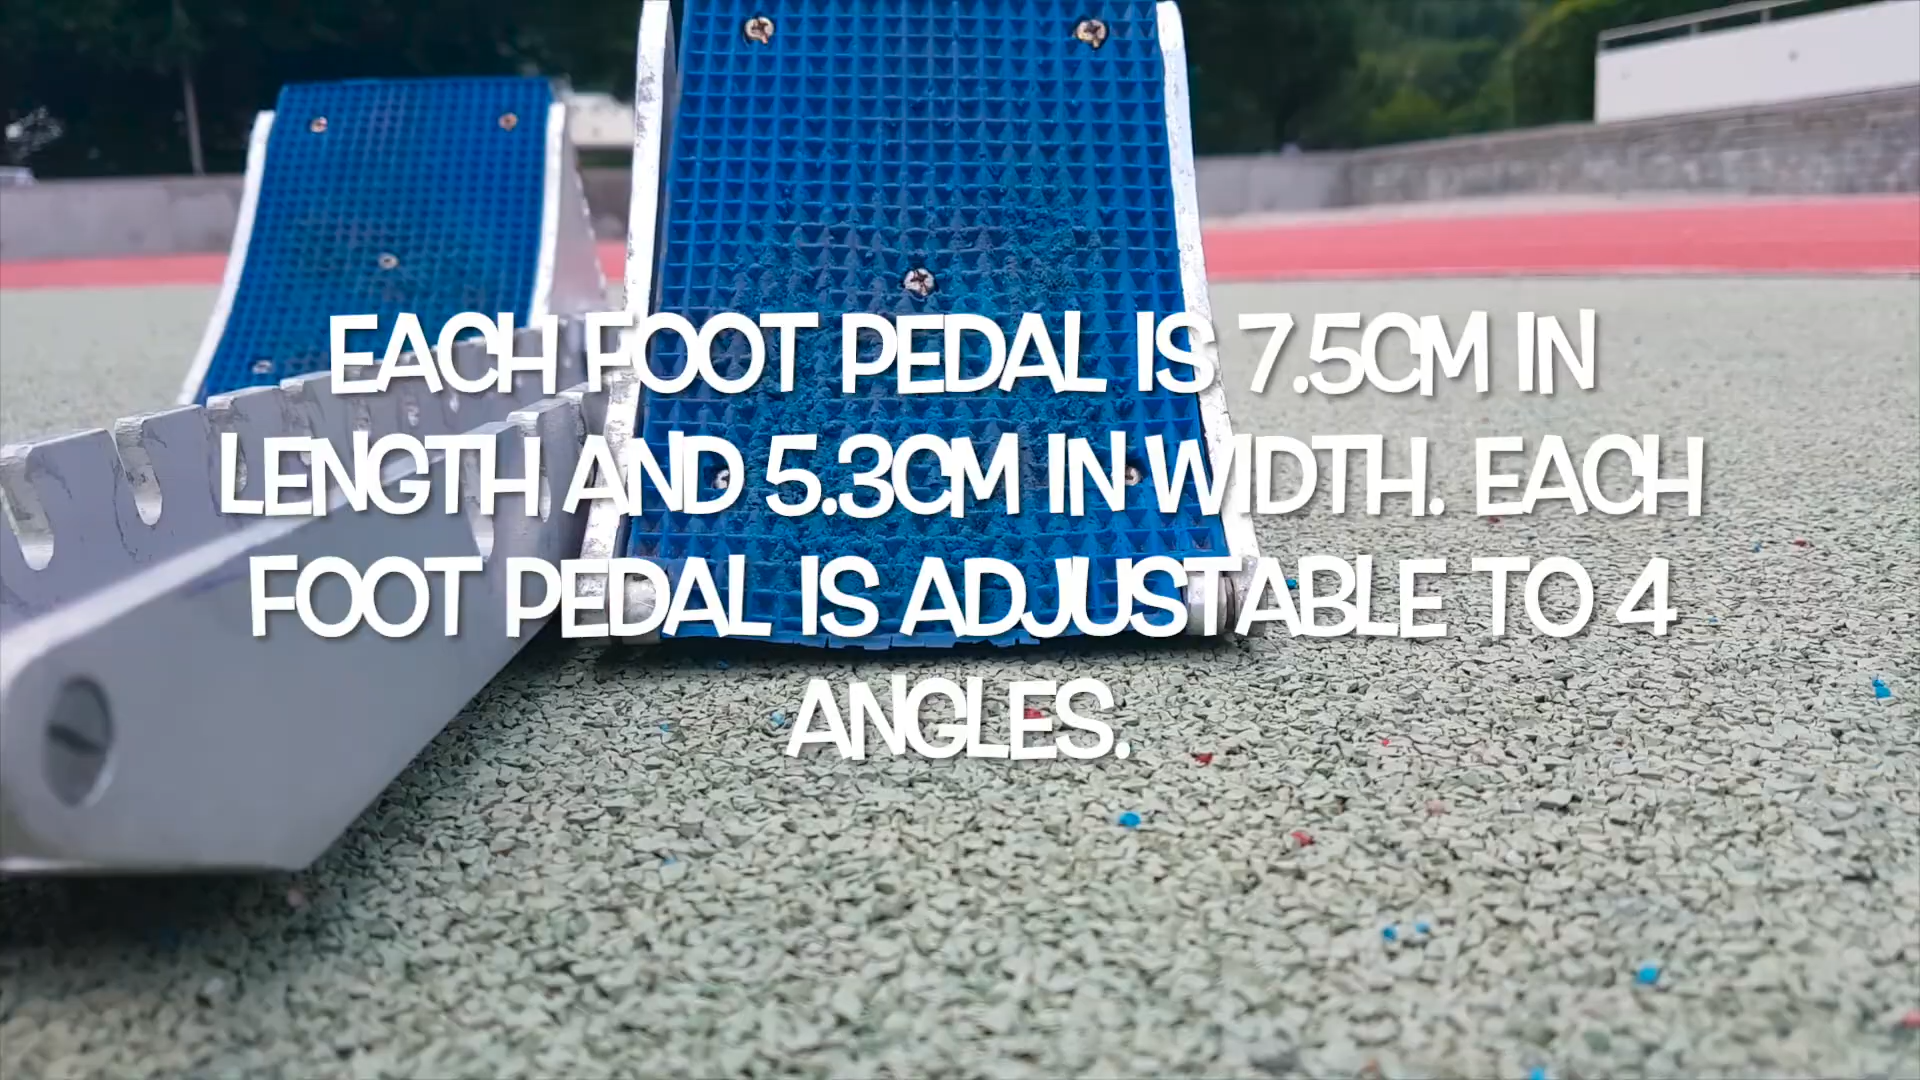 EACH FOOT PEDAL IS 7.5CM IN
LENGTH AND 5.3CM IN WIDTH. EACH
FOOT PEDAL IS ADJUSTABLE TO 4
ANGLES.